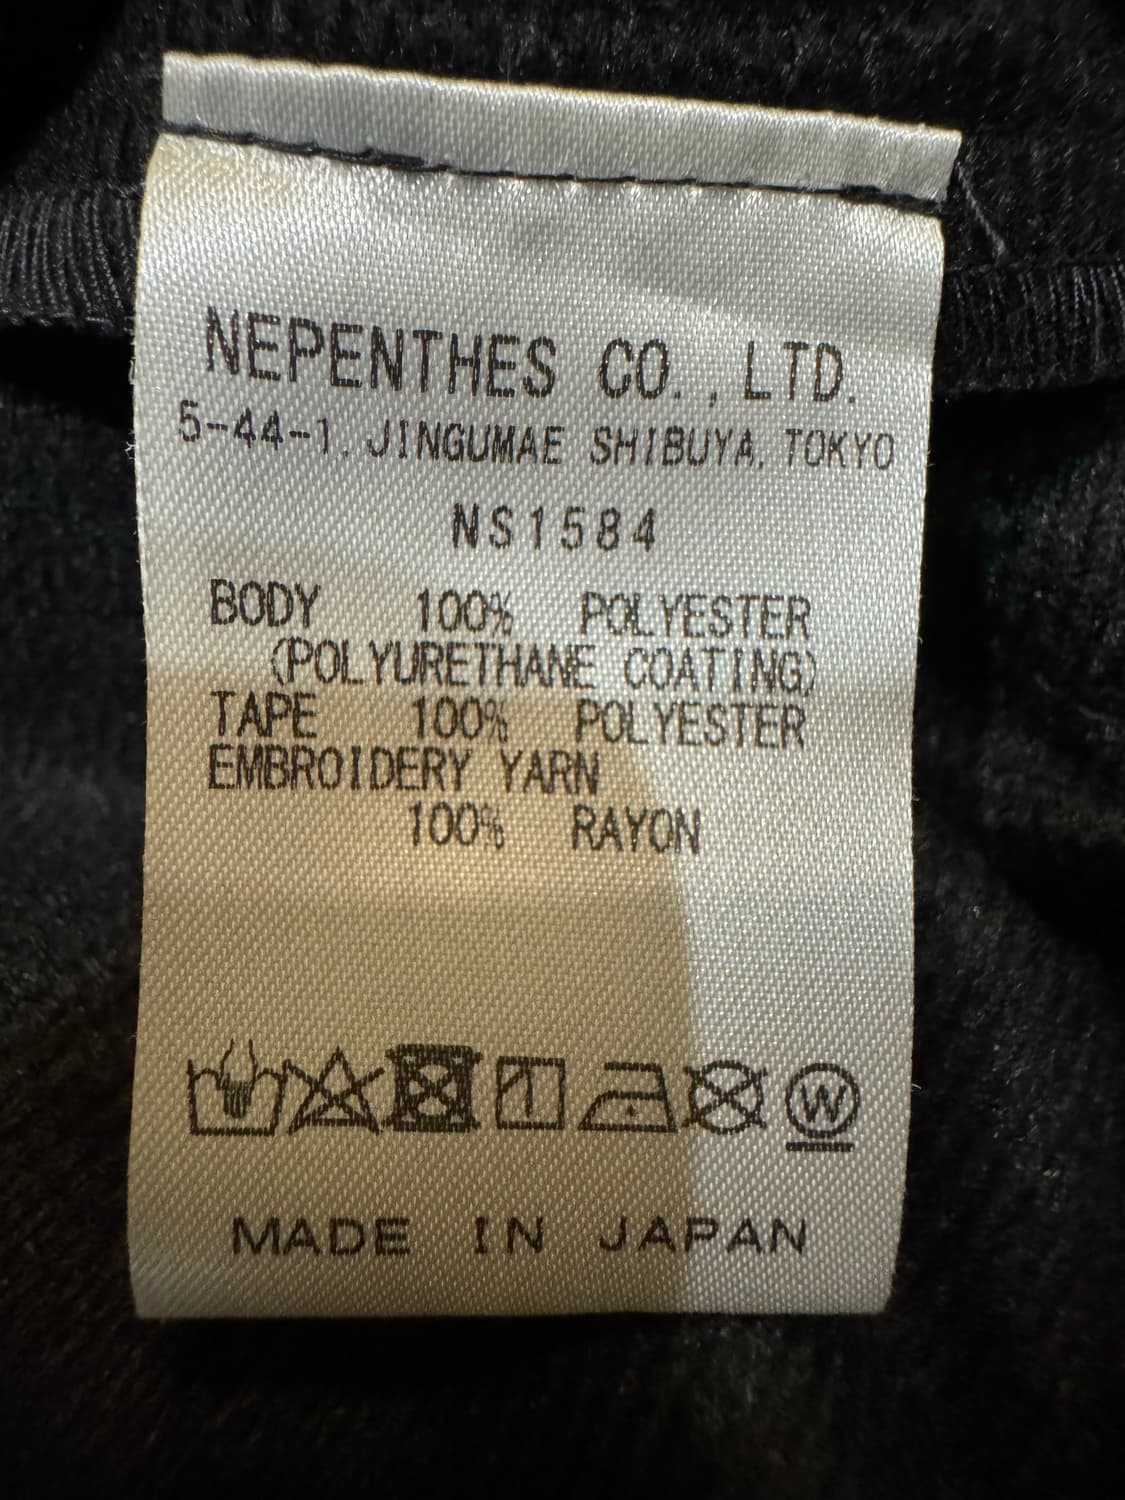 NEPENTHES CO., LTD.
5-44-1, JINGUMAE SHIBUYA, TOKYO
NS1584
BODY 100% POLYESTER
(POLYURETHANE COATING)
TAPE 100% POLYESTER
EMBROIDERY YARN
100% RAYON
W
MADE IN JAPAN